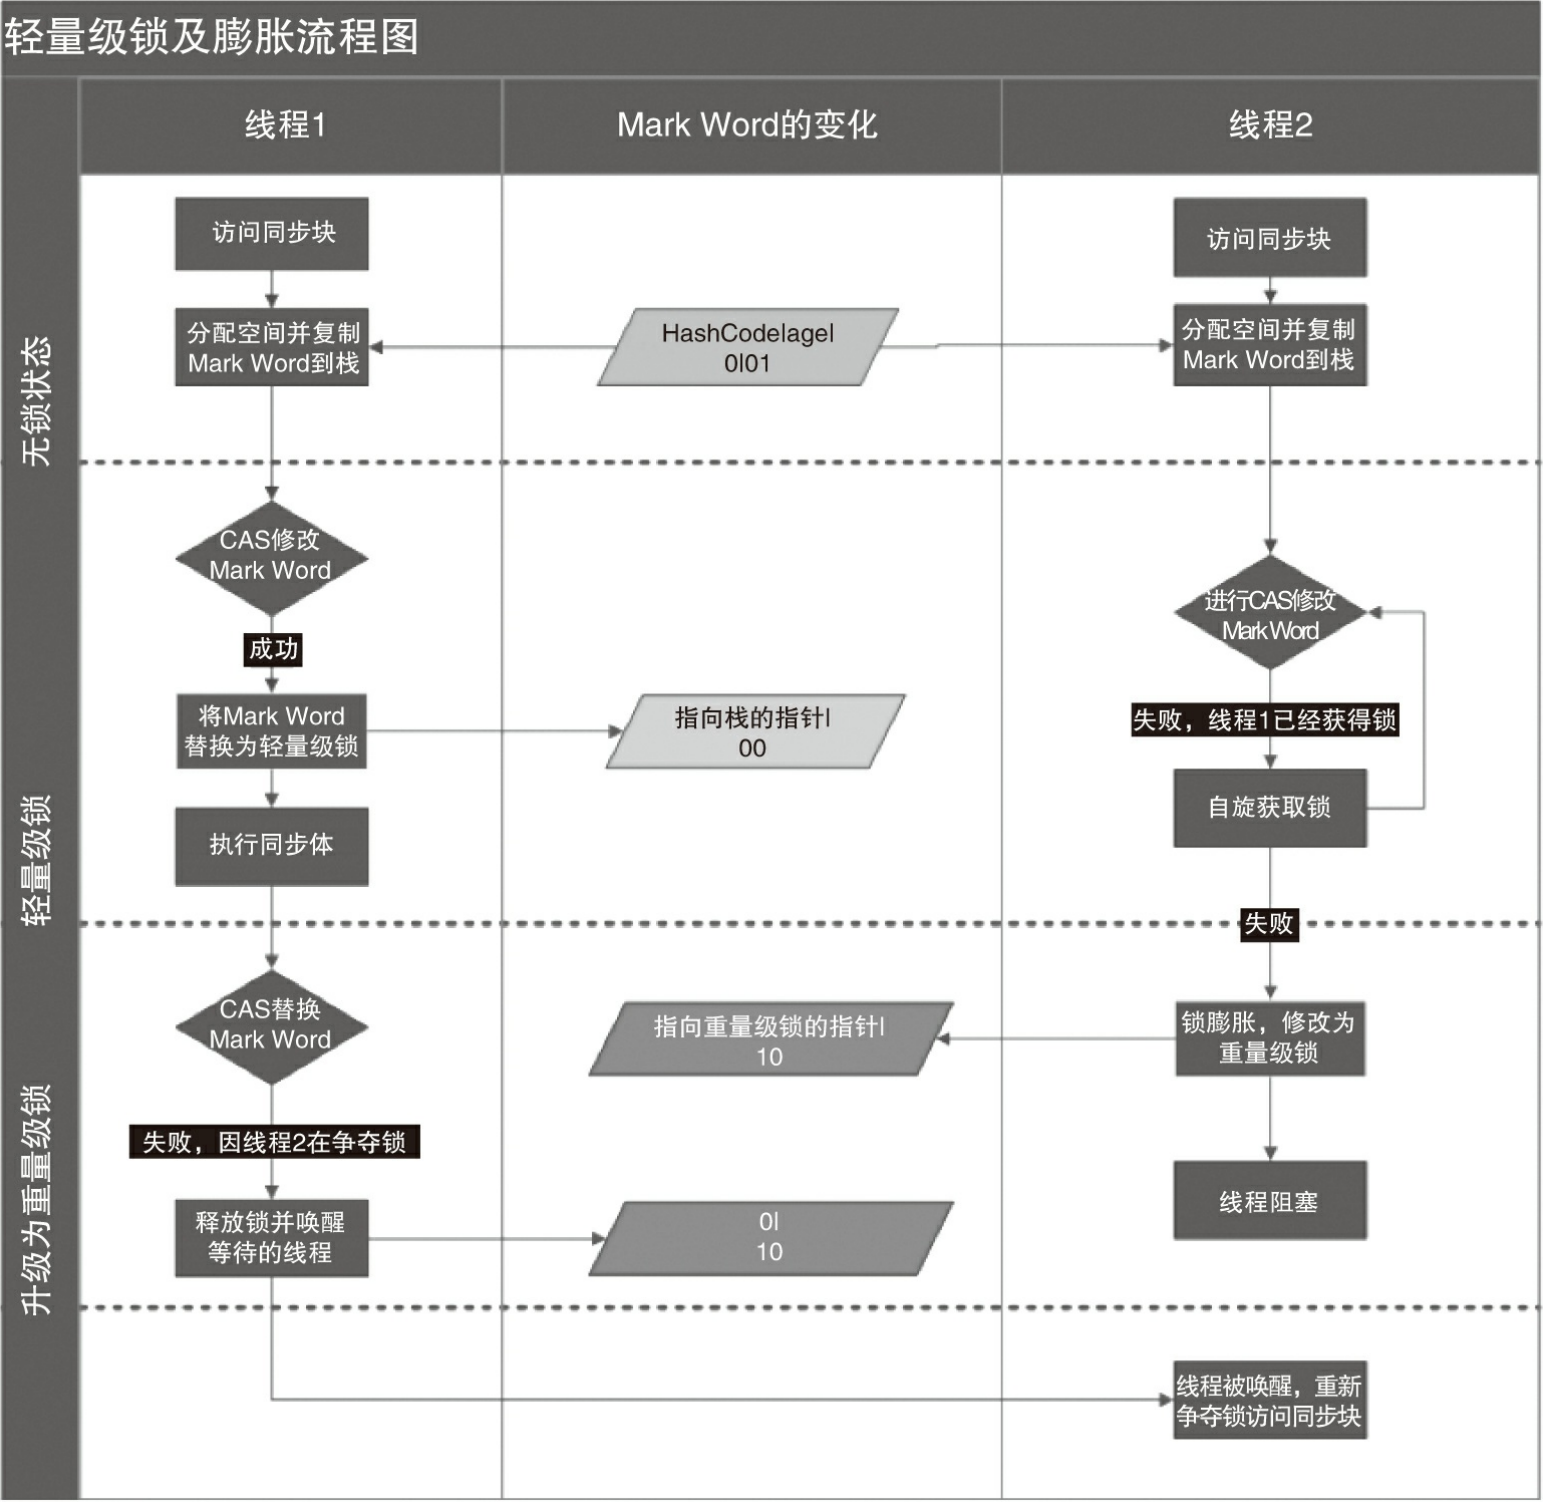 轻量级锁及膨胀流程图
线程1
Mark Word的变化
线程2
无锁状态
访问同步块
访问同步块
分配空间并复制
Mark Word到栈
HashCodelagel
0l01
分配空间并复制
Mark Word到栈
轻量级锁
CAS修改
Mark Word
成功
将Mark Word
替换为轻量级锁
执行同步体
指向栈的指针l
00
进行CAS修改
Mark Word
失败，线程1已经获得锁
自旋获取锁
失败
升级为重量级锁
CAS替换
Mark Word
失败，因线程2在争夺锁
释放锁并唤醒
等待的线程
指向重量级锁的指针l
10
0l
10
锁膨胀，修改为
重量级锁
线程阻塞
线程被唤醒，重新
争夺锁访问同步块